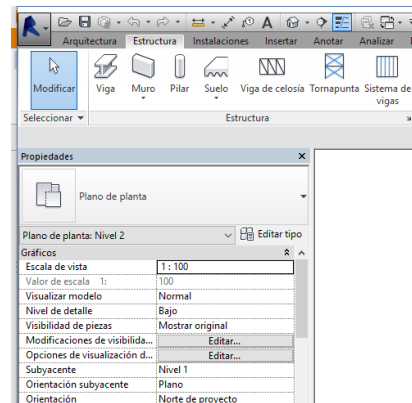 Arquitectura Estructura Instalaciones Insertar Anotar Analizar
Modificar Viga Muro Pilar Suelo Viga de celosía Tornapunta Sistema de vigas
Seleccionar Estructura
Propiedades
Plano de planta
Plano de planta: Nivel 2 Editar tipo
Gráficos
Escala de vista 1 : 100
Valor de escala 1: 100
Visualizar modelo Normal
Nivel de detalle Bajo
Visibilidad de piezas Mostrar original
Modificaciones de visibilida... Editar...
Opciones de visualización d... Editar...
Subyacente Nivel 1
Orientación subyacente Plano
Orientación Norte de proyecto